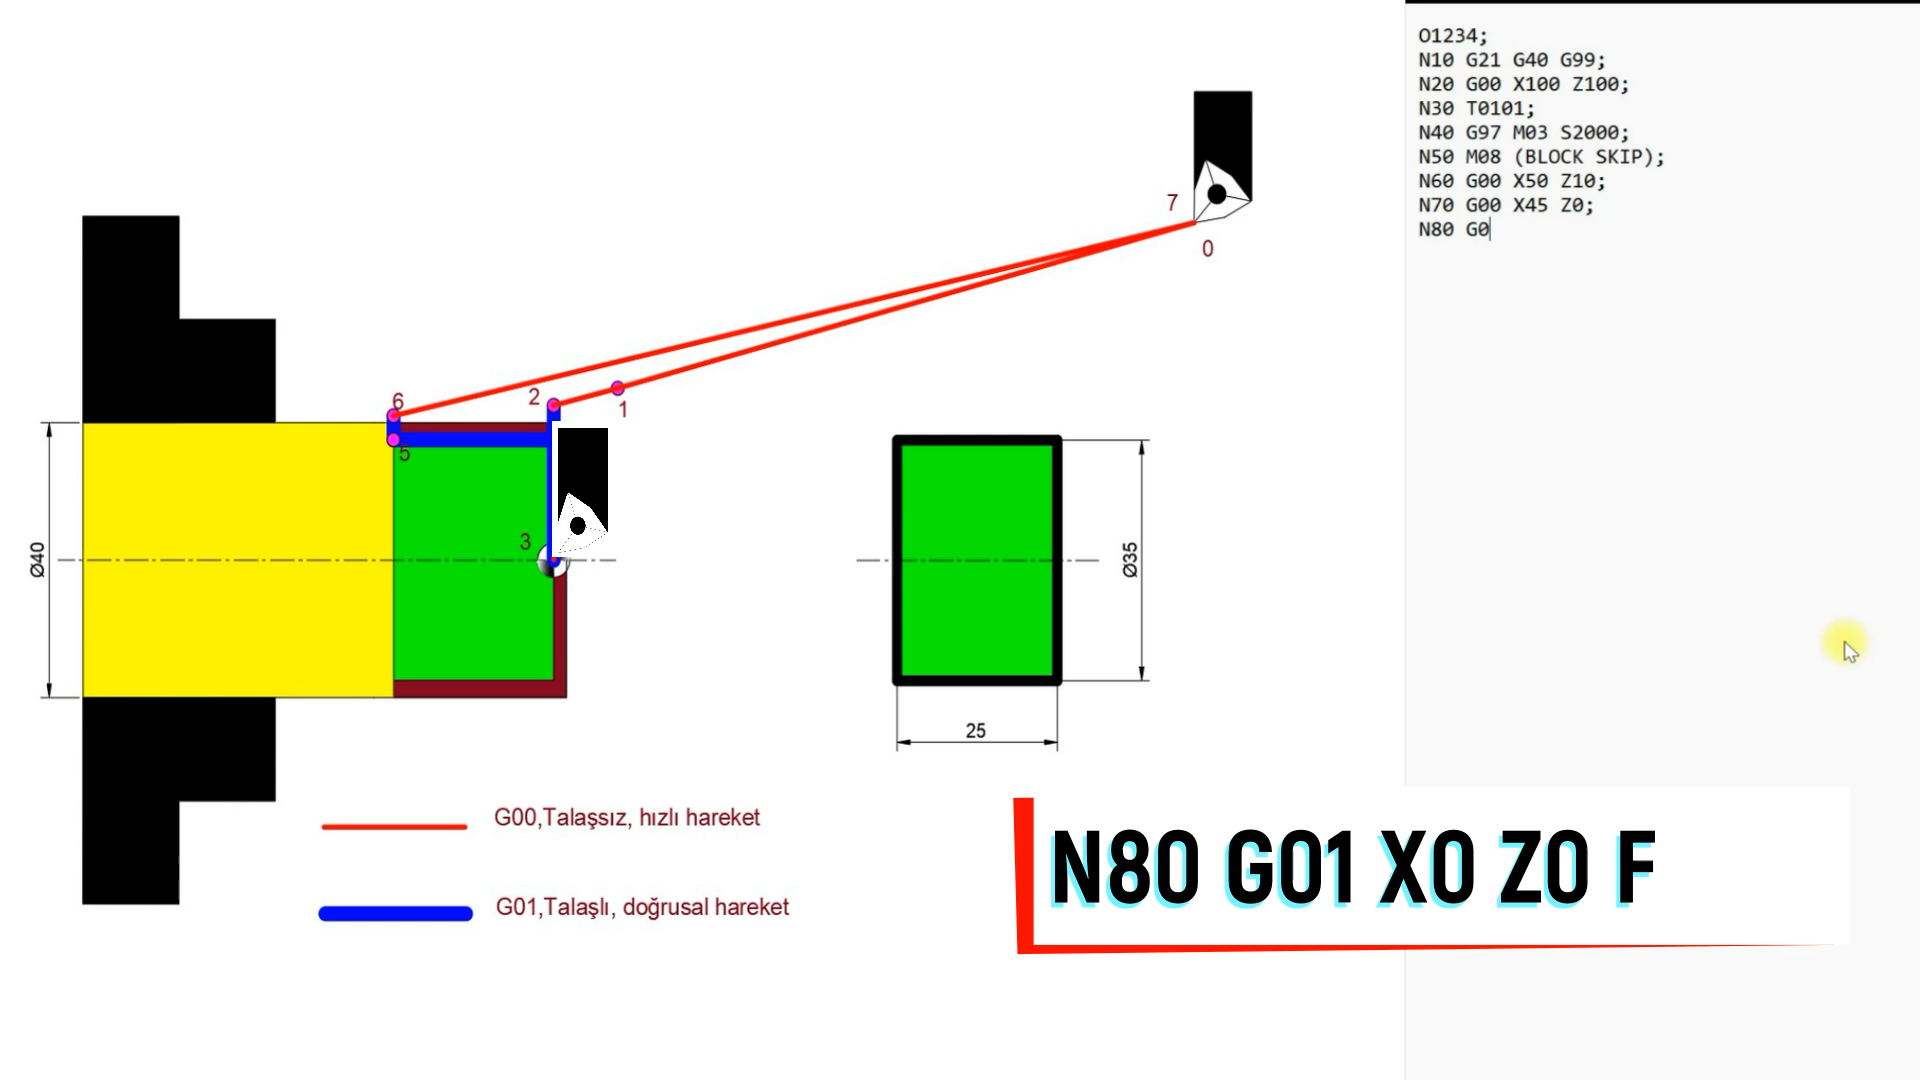 O1234;
N10 G21 G40 G99;
N20 G00 X100 Z100;
N30 T0101;
N40 G97 M03 S2000;
N50 M08 (BLOCK SKIP);
N60 G00 X50 Z10;
N70 G00 X45 Z0;
N80 G0
7
0
6
2
1
5
3
Ø40
Ø35
25
G00,Talaşsız, hızlı hareket
G01,Talaşlı, doğrusal hareket
N80 G01 X0 Z0 F